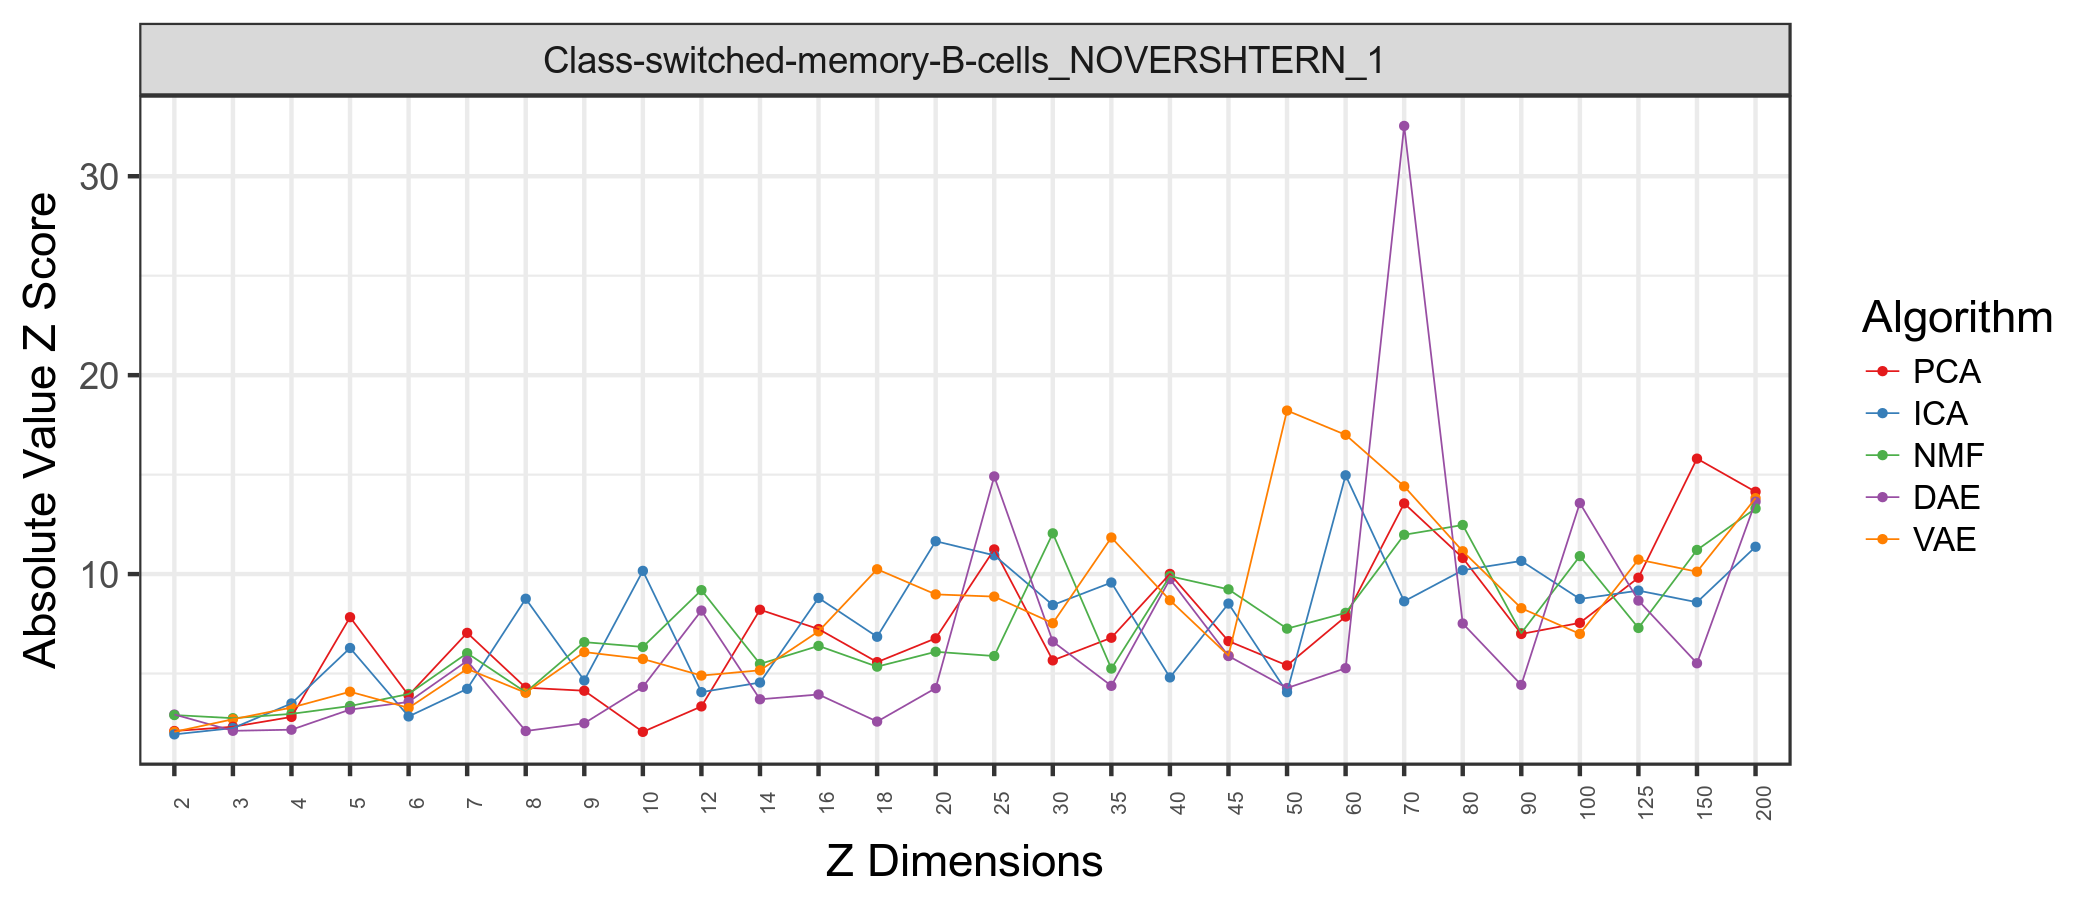 Class-switched-memory-B-cells_NOVERSHTERN_1
Absolute Value Z Score
30
20
10
2 3 4 5 6 7 8 9 10 12 14 16 18 20 25 30 35 40 45 50 60 70 80 90 100 125 150 200
Z Dimensions
Algorithm
PCA
ICA
NMF
DAE
VAE